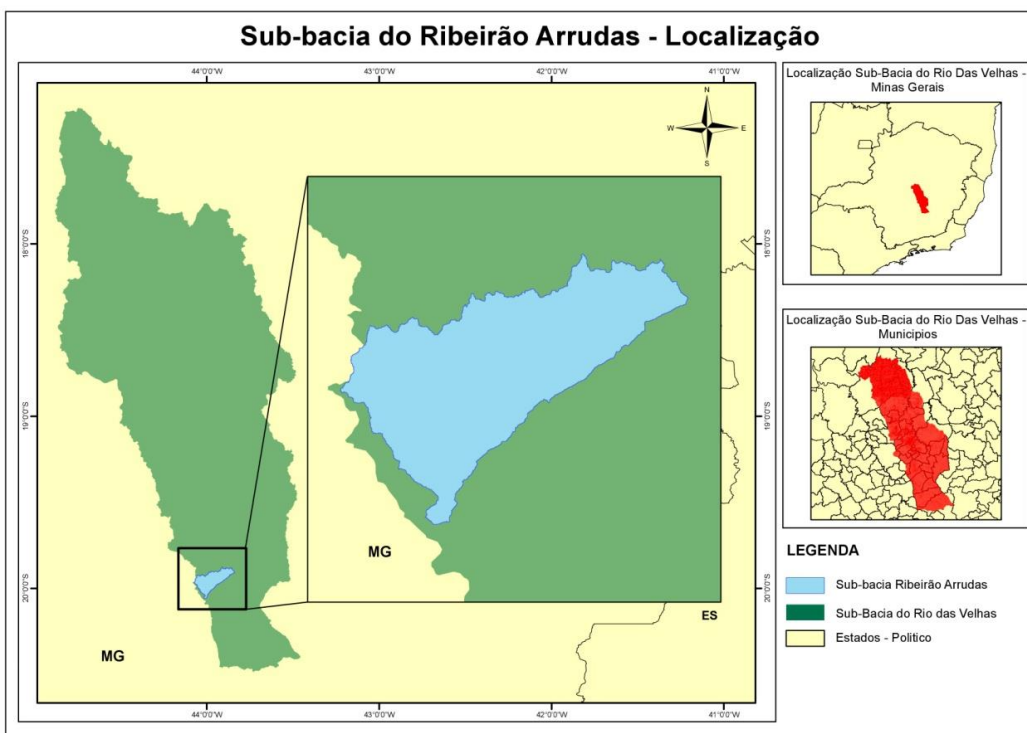 Sub-bacia do Ribeirão Arrudas - Localização
44°0'0"W
43°0'0"W
42°0'0"W
41°0'0"W
N
W
E
S
18°0'0"S
18°0'0"S
19°0'0"S
19°0'0"S
20°0'0"S
20°0'0"S
MG
ES
MG
44°0'0"W
43°0'0"W
42°0'0"W
41°0'0"W
Localização Sub-Bacia do Rio Das Velhas -
Minas Gerais
Localização Sub-Bacia do Rio Das Velhas -
Municipios
LEGENDA
Sub-bacia Ribeirão Arrudas
Sub-Bacia do Rio das Velhas
Estados - Politico